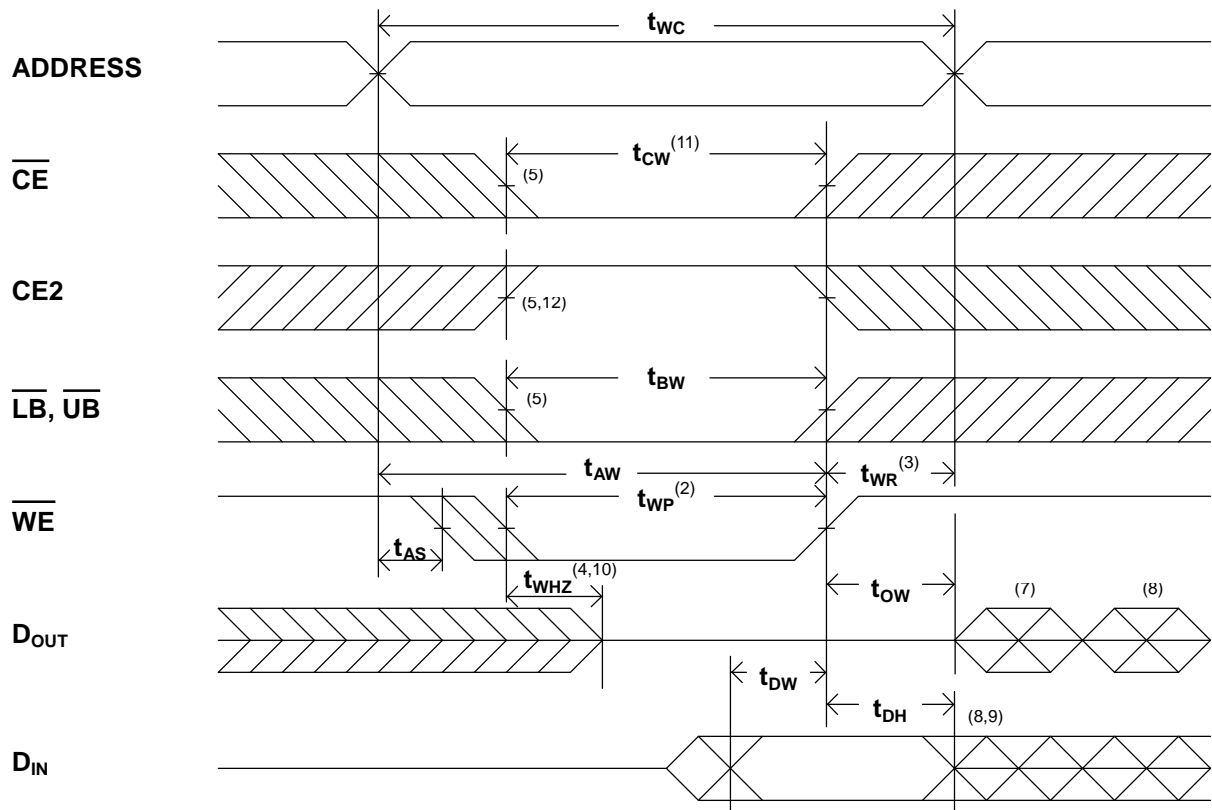 tWC
ADDRESS
CE
tCW(11)
(5)
CE2
(5,12)
LB, UB
tBW
(5)
tAW
tWR(3)
WE
tWP(2)
tAS
tWHZ(4,10)
tOW
(7)
(8)
DOUT
tDW
tDH
(8,9)
DIN